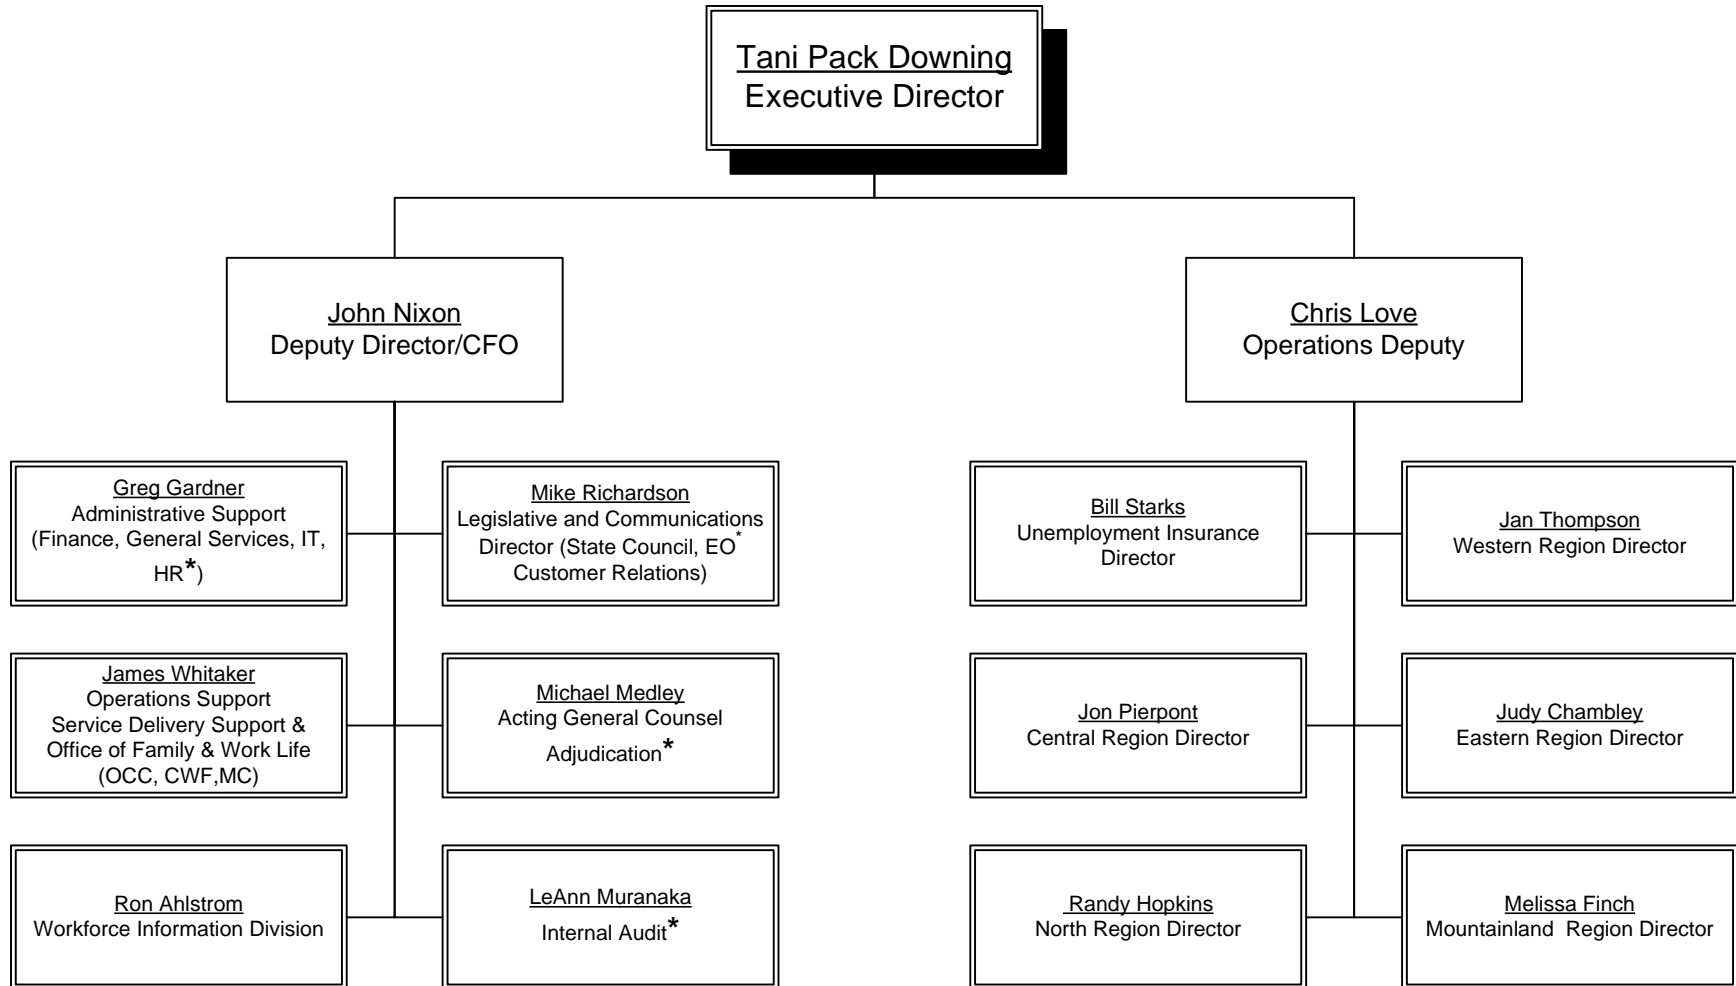 Tani Pack Downing
Executive Director
John Nixon
Deputy Director/CFO
Chris Love
Operations Deputy
Greg Gardner
Administrative Support
(Finance, General Services, IT,
HR*)
Mike Richardson
Legislative and Communications
Director (State Council, EO*
Customer Relations)
Bill Starks
Unemployment Insurance
Director
Jan Thompson
Western Region Director
James Whitaker
Operations Support
Service Delivery Support &
Office of Family & Work Life
(OCC, CWF,MC)
Michael Medley
Acting General Counsel
Adjudication*
Jon Pierpont
Central Region Director
Judy Chambley
Eastern Region Director
Ron Ahlstrom
Workforce Information Division
LeAnn Muranaka
Internal Audit*
Randy Hopkins
North Region Director
Melissa Finch
Mountainland  Region Director